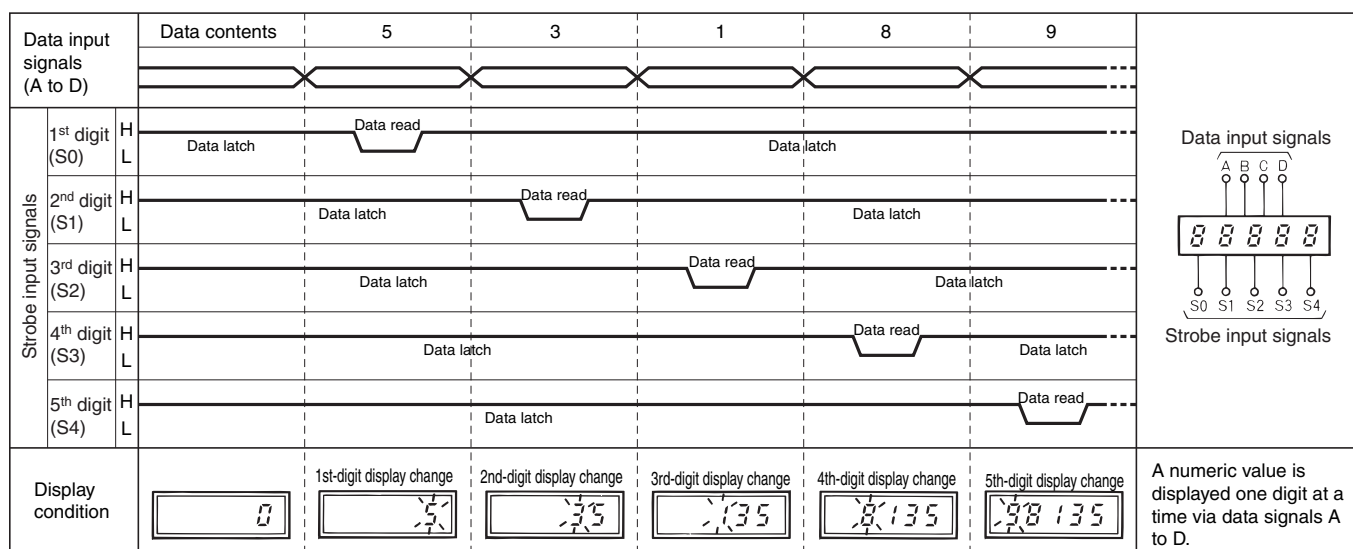 Data input
signals
(A to D)
Data contents 5 3 1 8 9
Strobe input signals
1st digit
(S0)
H
L
Data latch
Data read
Data latch
2nd digit
(S1)
H
L
Data latch
Data read
Data latch
3rd digit
(S2)
H
L
Data latch
Data read
Data latch
4th digit
(S3)
H
L
Data latch
Data read
Data latch
5th digit
(S4)
H
L
Data latch
Data read
Display
condition
0
1st-digit display change
5
2nd-digit display change
35
3rd-digit display change
135
4th-digit display change
8135
5th-digit display change
98135
Data input signals
A B C D
8 8 8 8 8
S0 S1 S2 S3 S4
Strobe input signals
A numeric value is
displayed one digit at a
time via data signals A
to D.